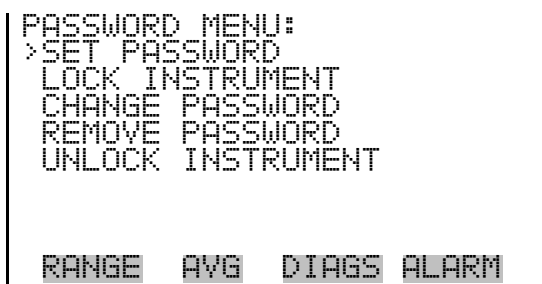 PASSWORD MENU:
>SET PASSWORD
LOCK INSTRUMENT
CHANGE PASSWORD
REMOVE PASSWORD
UNLOCK INSTRUMENT
RANGE AVG DIAGS ALARM